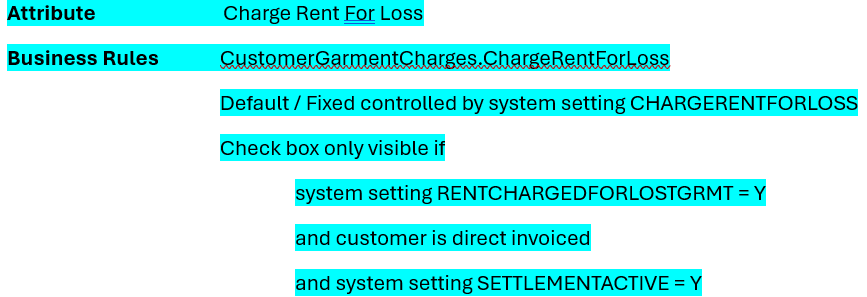 Attribute Charge Rent For Loss
Business Rules CustomerGarmentCharges.ChargeRentForLoss
Default / Fixed controlled by system setting CHARGERENTFORLOSS
Check box only visible if
system setting RENTCHARGEDFORLOSTGRMT = Y
and customer is direct invoiced
and system setting SETTLEMENTACTIVE = Y